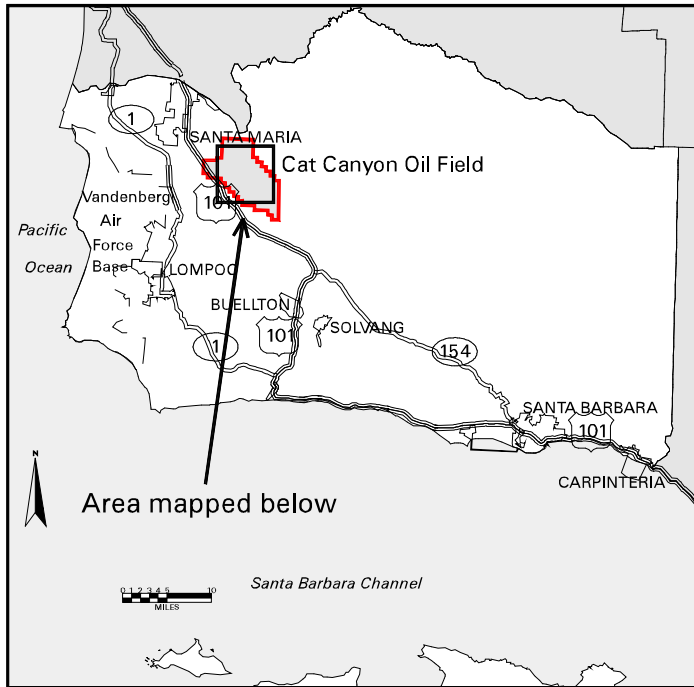 1
SANTA MARIA
Cat Canyon Oil Field
101
Vandenberg
Air
Force
Base
Pacific
Ocean
LOMPOC
BUELLTON
101
SOLVANG
1
154
SANTA BARBARA
101
CARPINTERIA
N
Area mapped below
Santa Barbara Channel
0 1 2 3 4 5 10
MILES